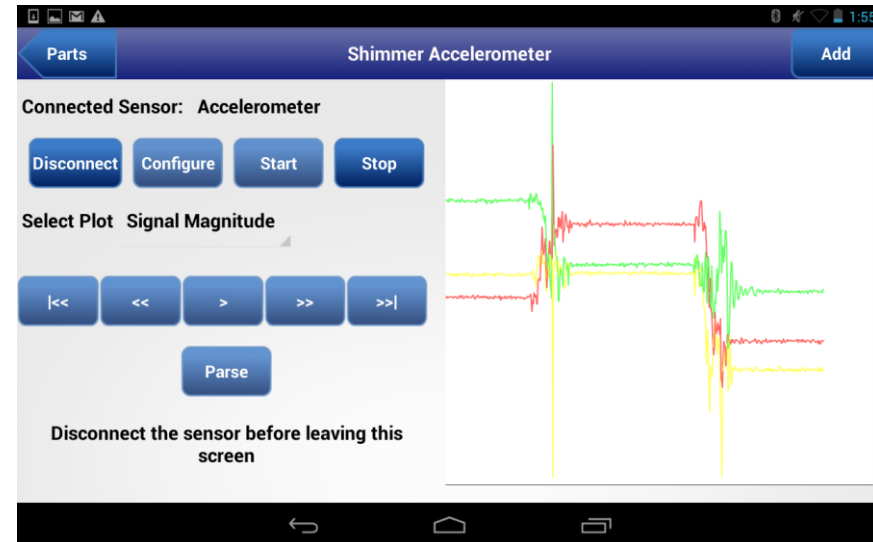 1:55
Parts
Shimmer Accelerometer
Add
Connected Sensor: Accelerometer
Disconnect
Configure
Start
Stop
Select Plot Signal Magnitude
|<<
<<
>
>>
>>|
Parse
Disconnect the sensor before leaving this
screen